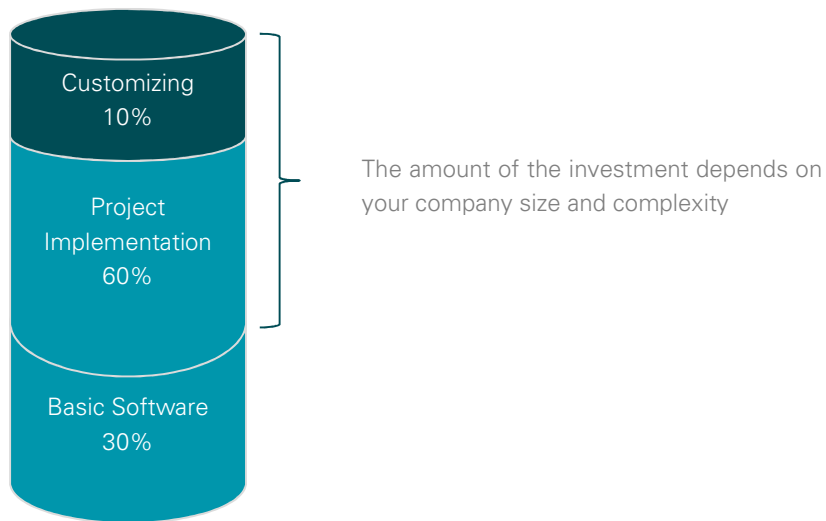 Customizing
10%
Project
Implementation
60%
Basic Software
30%
The amount of the investment depends on
your company size and complexity